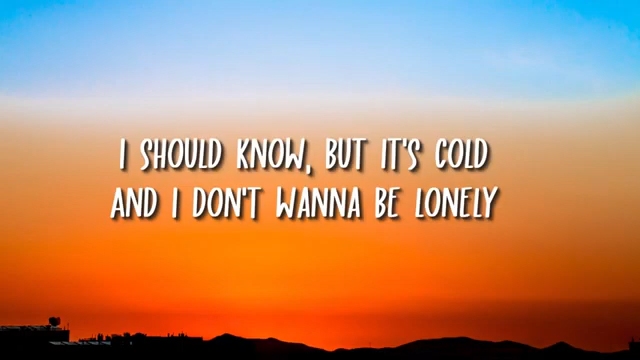 I SHOULD KNOW, BUT IT'S COLD
AND I DON'T WANNA BE LONELY